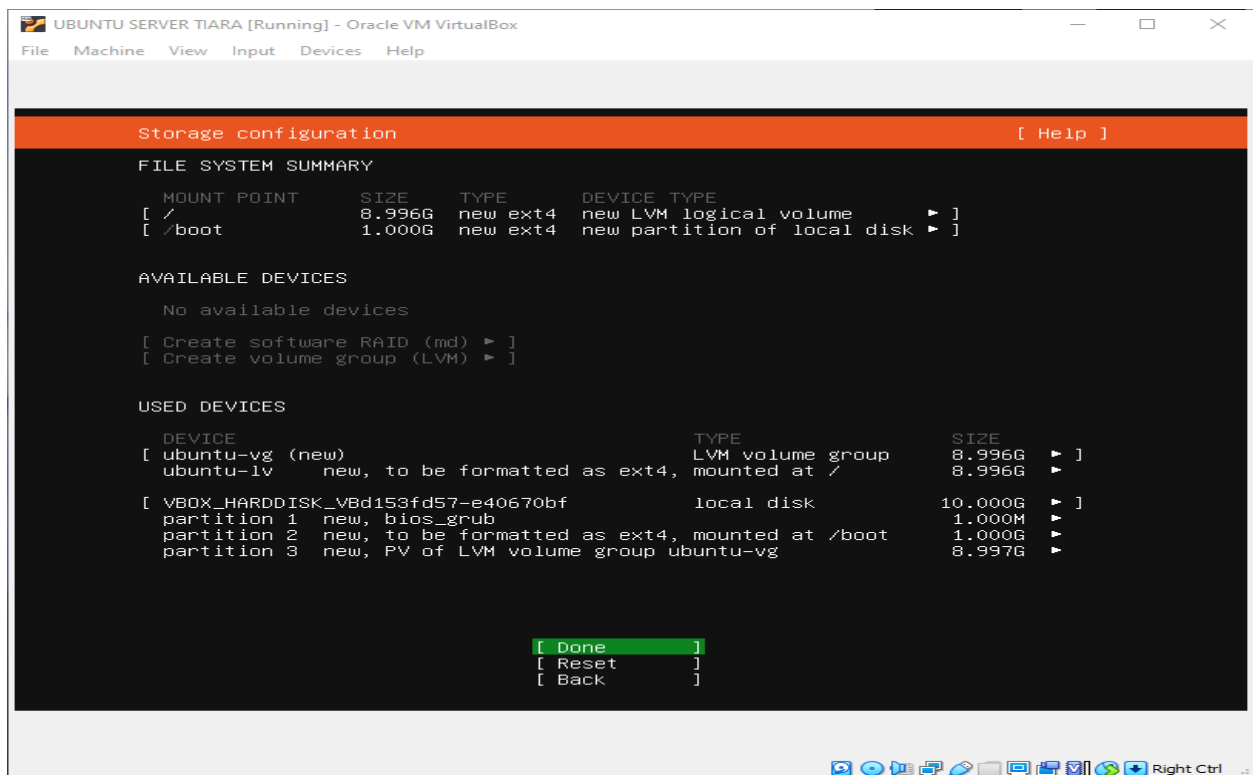 UBUNTU SERVER TIARA [Running] - Oracle VM VirtualBox
File Machine View Input Devices Help
Storage configuration [ Help ]
FILE SYSTEM SUMMARY
MOUNT POINT SIZE TYPE DEVICE TYPE
[ / 8.996G new ext4 new LVM logical volume ► ]
[ /boot 1.000G new ext4 new partition of local disk ► ]
AVAILABLE DEVICES
No available devices
[ Create software RAID (md) ► ]
[ Create volume group (LVM) ► ]
USED DEVICES
DEVICE TYPE SIZE
[ ubuntu-vg (new) LVM volume group 8.996G ► ]
ubuntu-lv new, to be formatted as ext4, mounted at / 8.996G ►
[ VBOX_HARDDISK_VBd153fd57-e40670bf local disk 10.000G ► ]
partition 1 new, bios_grub 1.000M ►
partition 2 new, to be formatted as ext4, mounted at /boot 1.000G ►
partition 3 new, PV of LVM volume group ubuntu-vg 8.997G ►
[ Done ]
[ Reset ]
[ Back ]
Right Ctrl